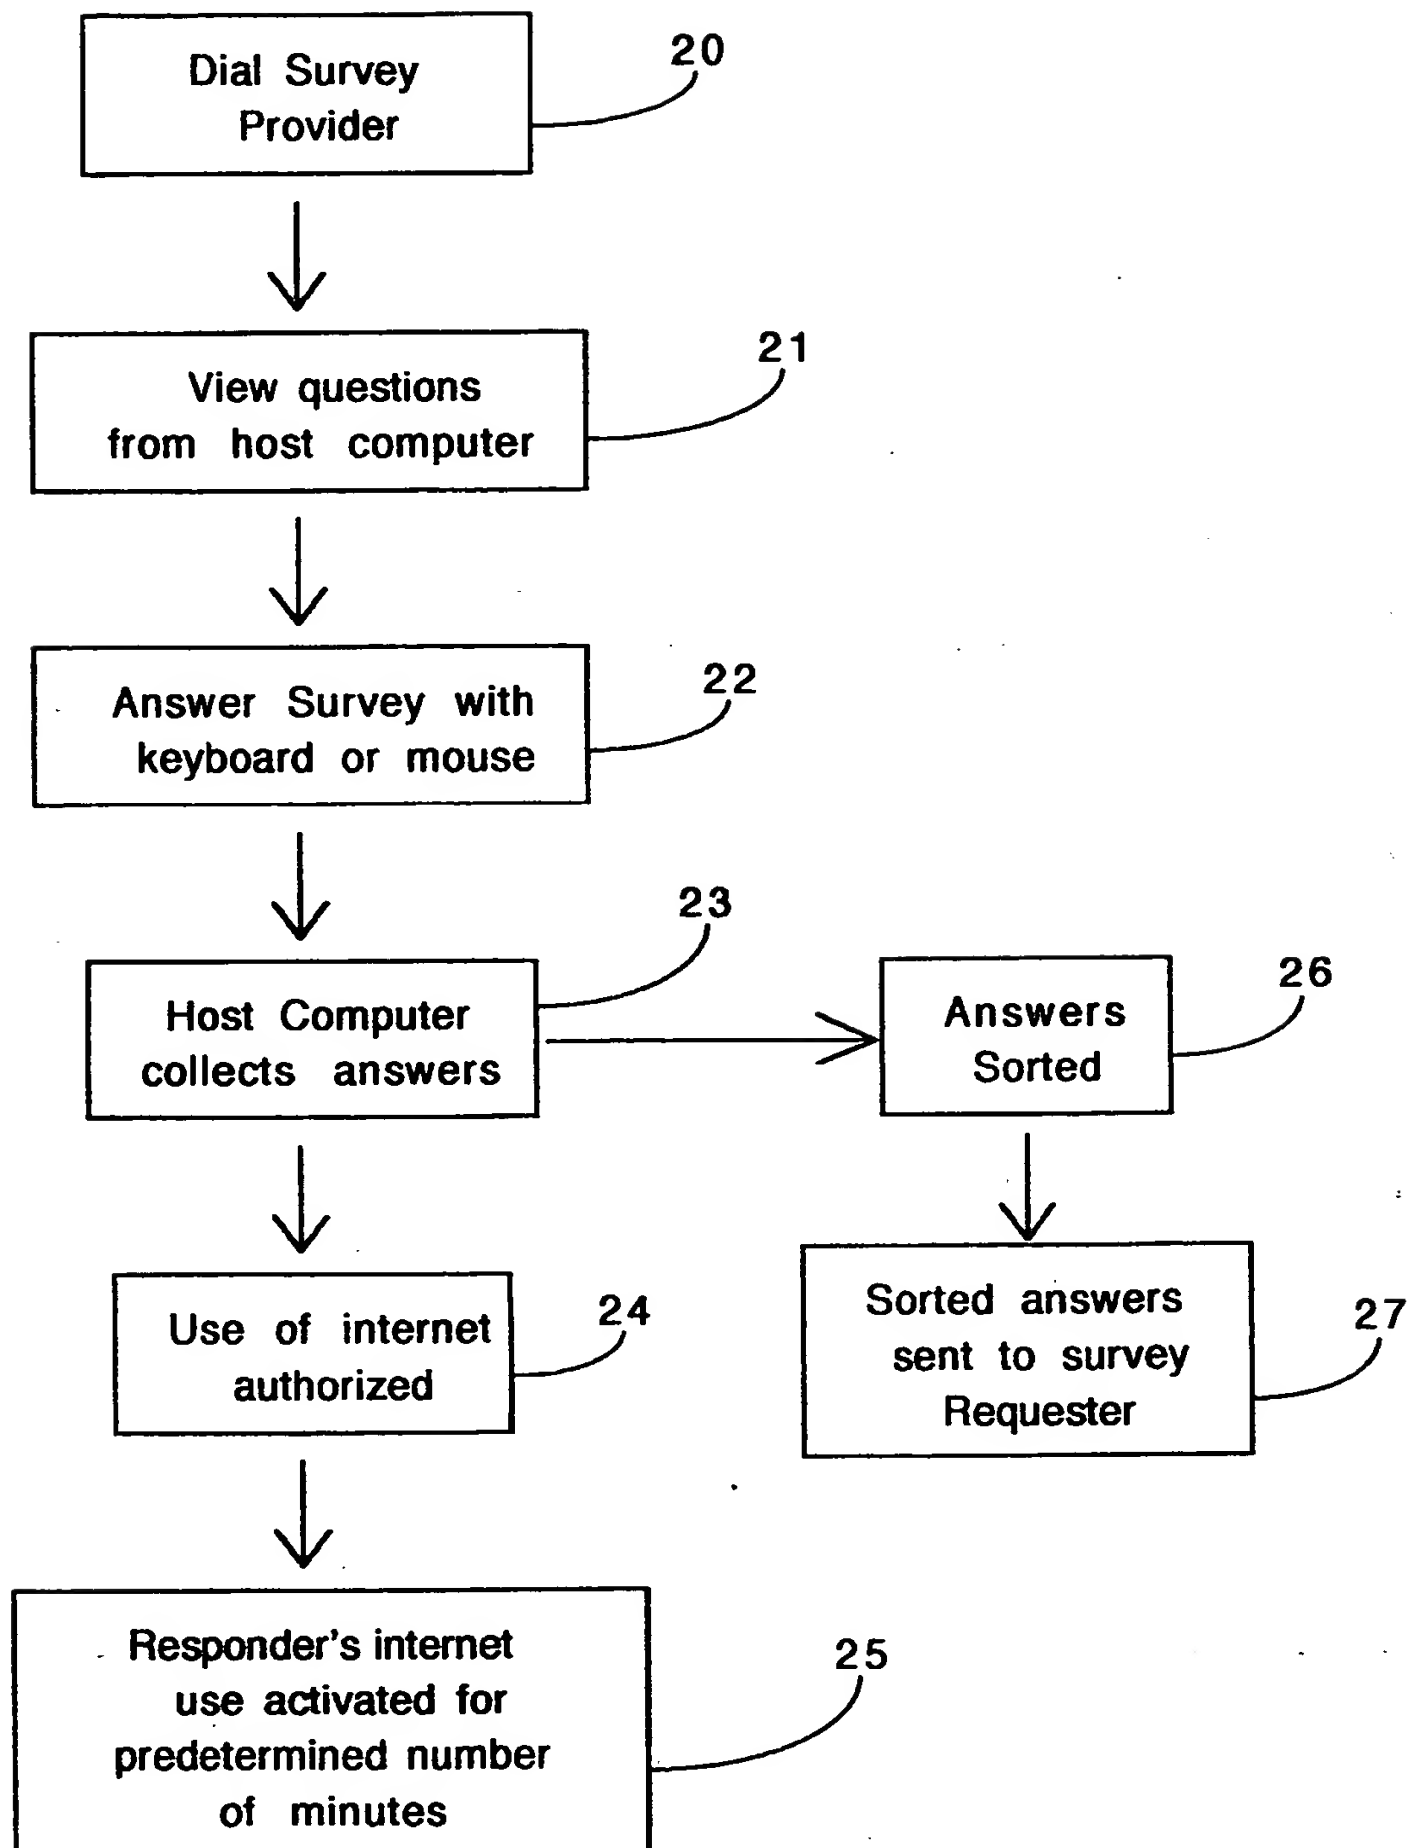 Dial Survey
Provider
20
View questions
from host computer
21
Answer Survey with
keyboard or mouse
22
Host Computer
collects answers
23
Answers
Sorted
26
Use of internet
authorized
24
Sorted answers
sent to survey
Requester
27
Responder's internet
use activated for
predetermined number
of minutes
25